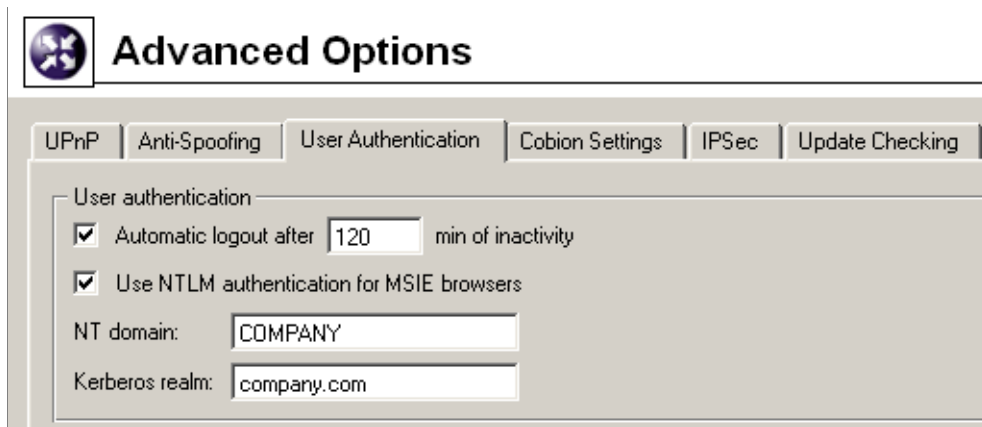 Advanced Options
UPnP Anti-Spoofing User Authentication Cobion Settings IPSec Update Checking
User authentication
Automatic logout after 120 min of inactivity
Use NTLM authentication for MSIE browsers
NT domain: COMPANY
Kerberos realm: company.com